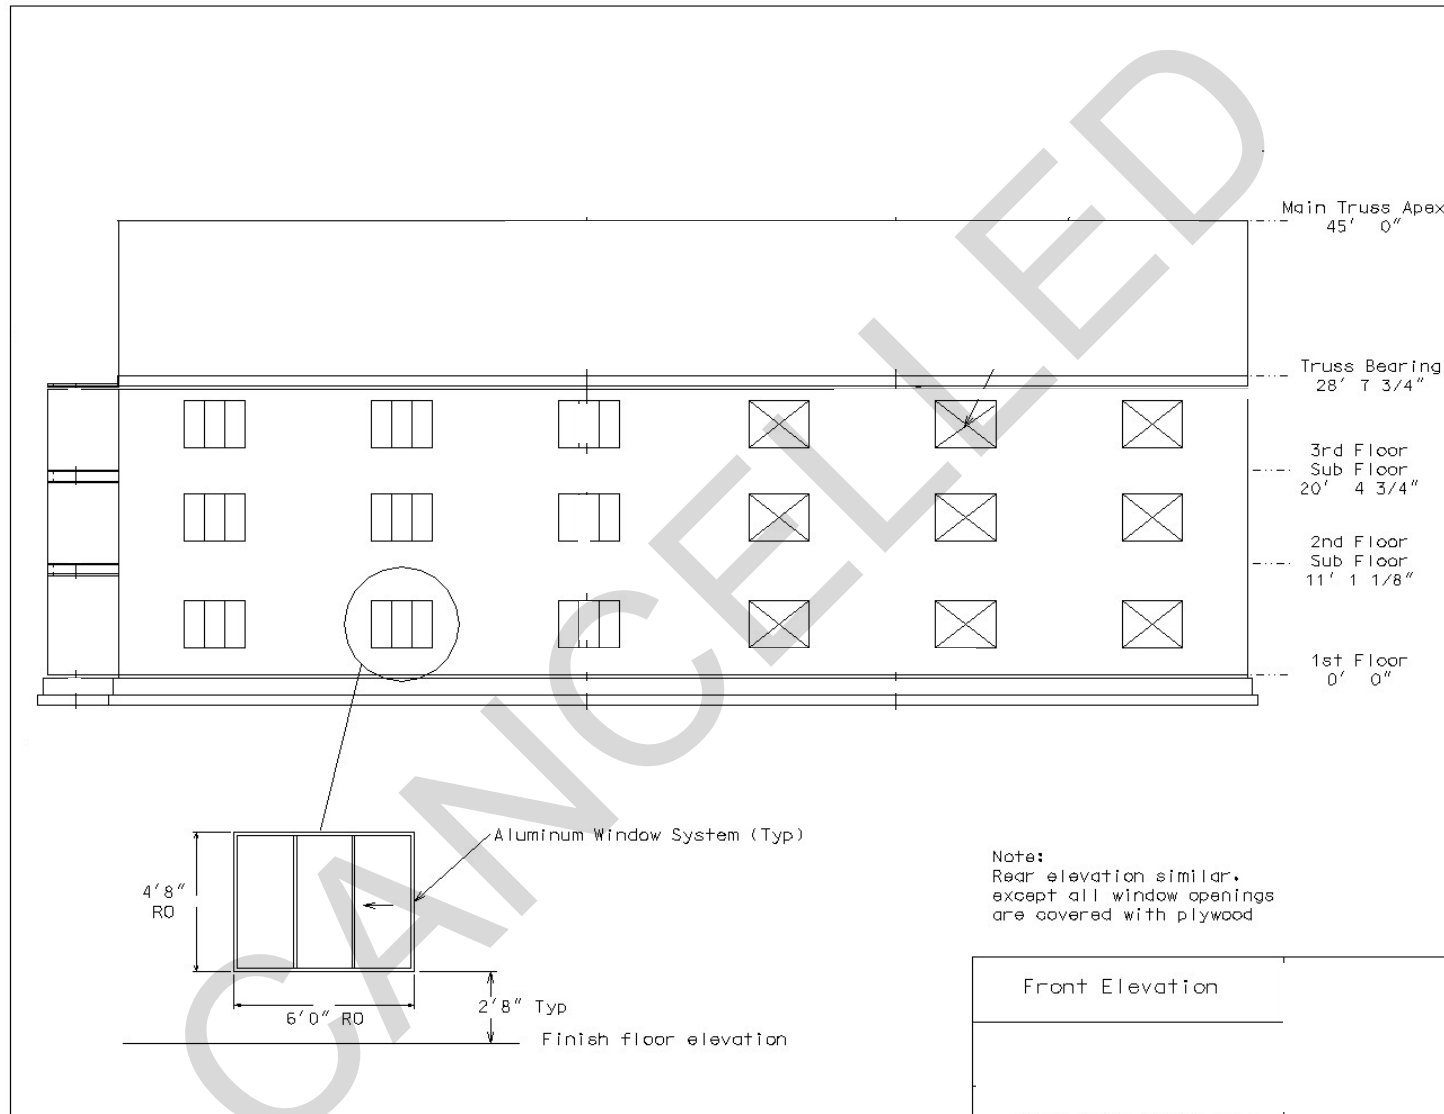 Main Truss Apex
45' 0"
Truss Bearing
28' 7 3/4"
3rd Floor
Sub Floor
20' 4 3/4"
2nd Floor
Sub Floor
11' 1 1/8"
1st Floor
0' 0"
Aluminum Window System (Typ)
4'8"
RO
6'0" RO
2'8" Typ
Finish floor elevation
Note:
Rear elevation similar,
except all window openings
are covered with plywood
Front Elevation
CANCELLED